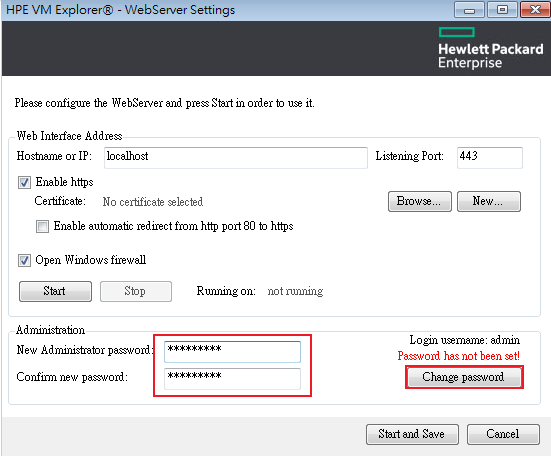 HPE VM Explorer® - WebServer Settings
Hewlett Packard
Enterprise
Please configure the WebServer and press Start in order to use it.
Web Interface Address
Hostname or IP: localhost Listening Port: 443
Enable https
Certificate: No certificate selected Browse... New...
Enable automatic redirect from http port 80 to https
Open Windows firewall
Start Stop Running on: not running
Administration
Login username: admin
New Administrator password: *********
Password has not been set!
Confirm new password: *********
Change password
Start and Save Cancel